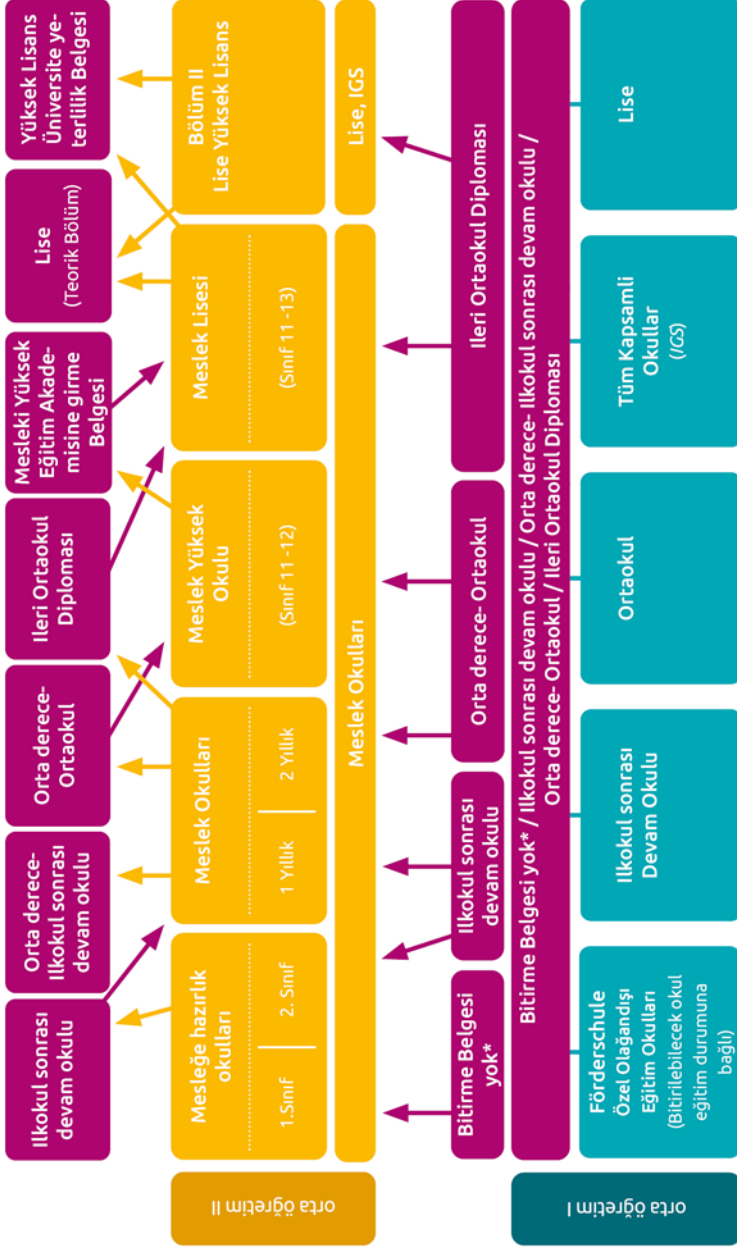 Ilkokul sonrası
devam okulu
Orta derece-
Ilkokul sonrası
devam okulu
Orta derece-
Ortaokul
Ileri Ortaokul
Diploması
Mesleki Yüksek
Eğitim Akade-
misine girme
Belgesi
Lise
(Teorik Bölüm)
Yüksek Lisans
Üniversite ye-
terlilik Belgesi
orta öğretim II
Mesleğe hazırlık
okulları
1.Sınıf
2. Sınıf
Meslek Okulları
1 Yıllık
2 Yıllık
Meslek Yüksek
Okulu
(Sınıf 11 -12)
Meslek Lisesi
(Sınıf 11 -13)
Bölüm II
Lise Yüksek Lisans
Meslek Okulları
Lise, IGS
Bitirme Belgesi
yok*
Ilkokul sonrası
devam okulu
Orta derece- Ortaokul
Ileri Ortaokul Diploması
Bitirme Belgesi yok* / Ilkokul sonrası devam okulu / Orta derece- Ilkokul sonrası devam okulu /
Orta derece- Ortaokul / Ileri Ortaokul Diploması
orta öğretim I
Förderschule
Özel Olağandışı
Eğitim Okulları
(Bitirilebilecek okul
eğitim durumuna
bağlı)
Ilkokul sonrası
Devam Okulu
Ortaokul
Tüm Kapsamli
Okullar
(IGS)
Lise